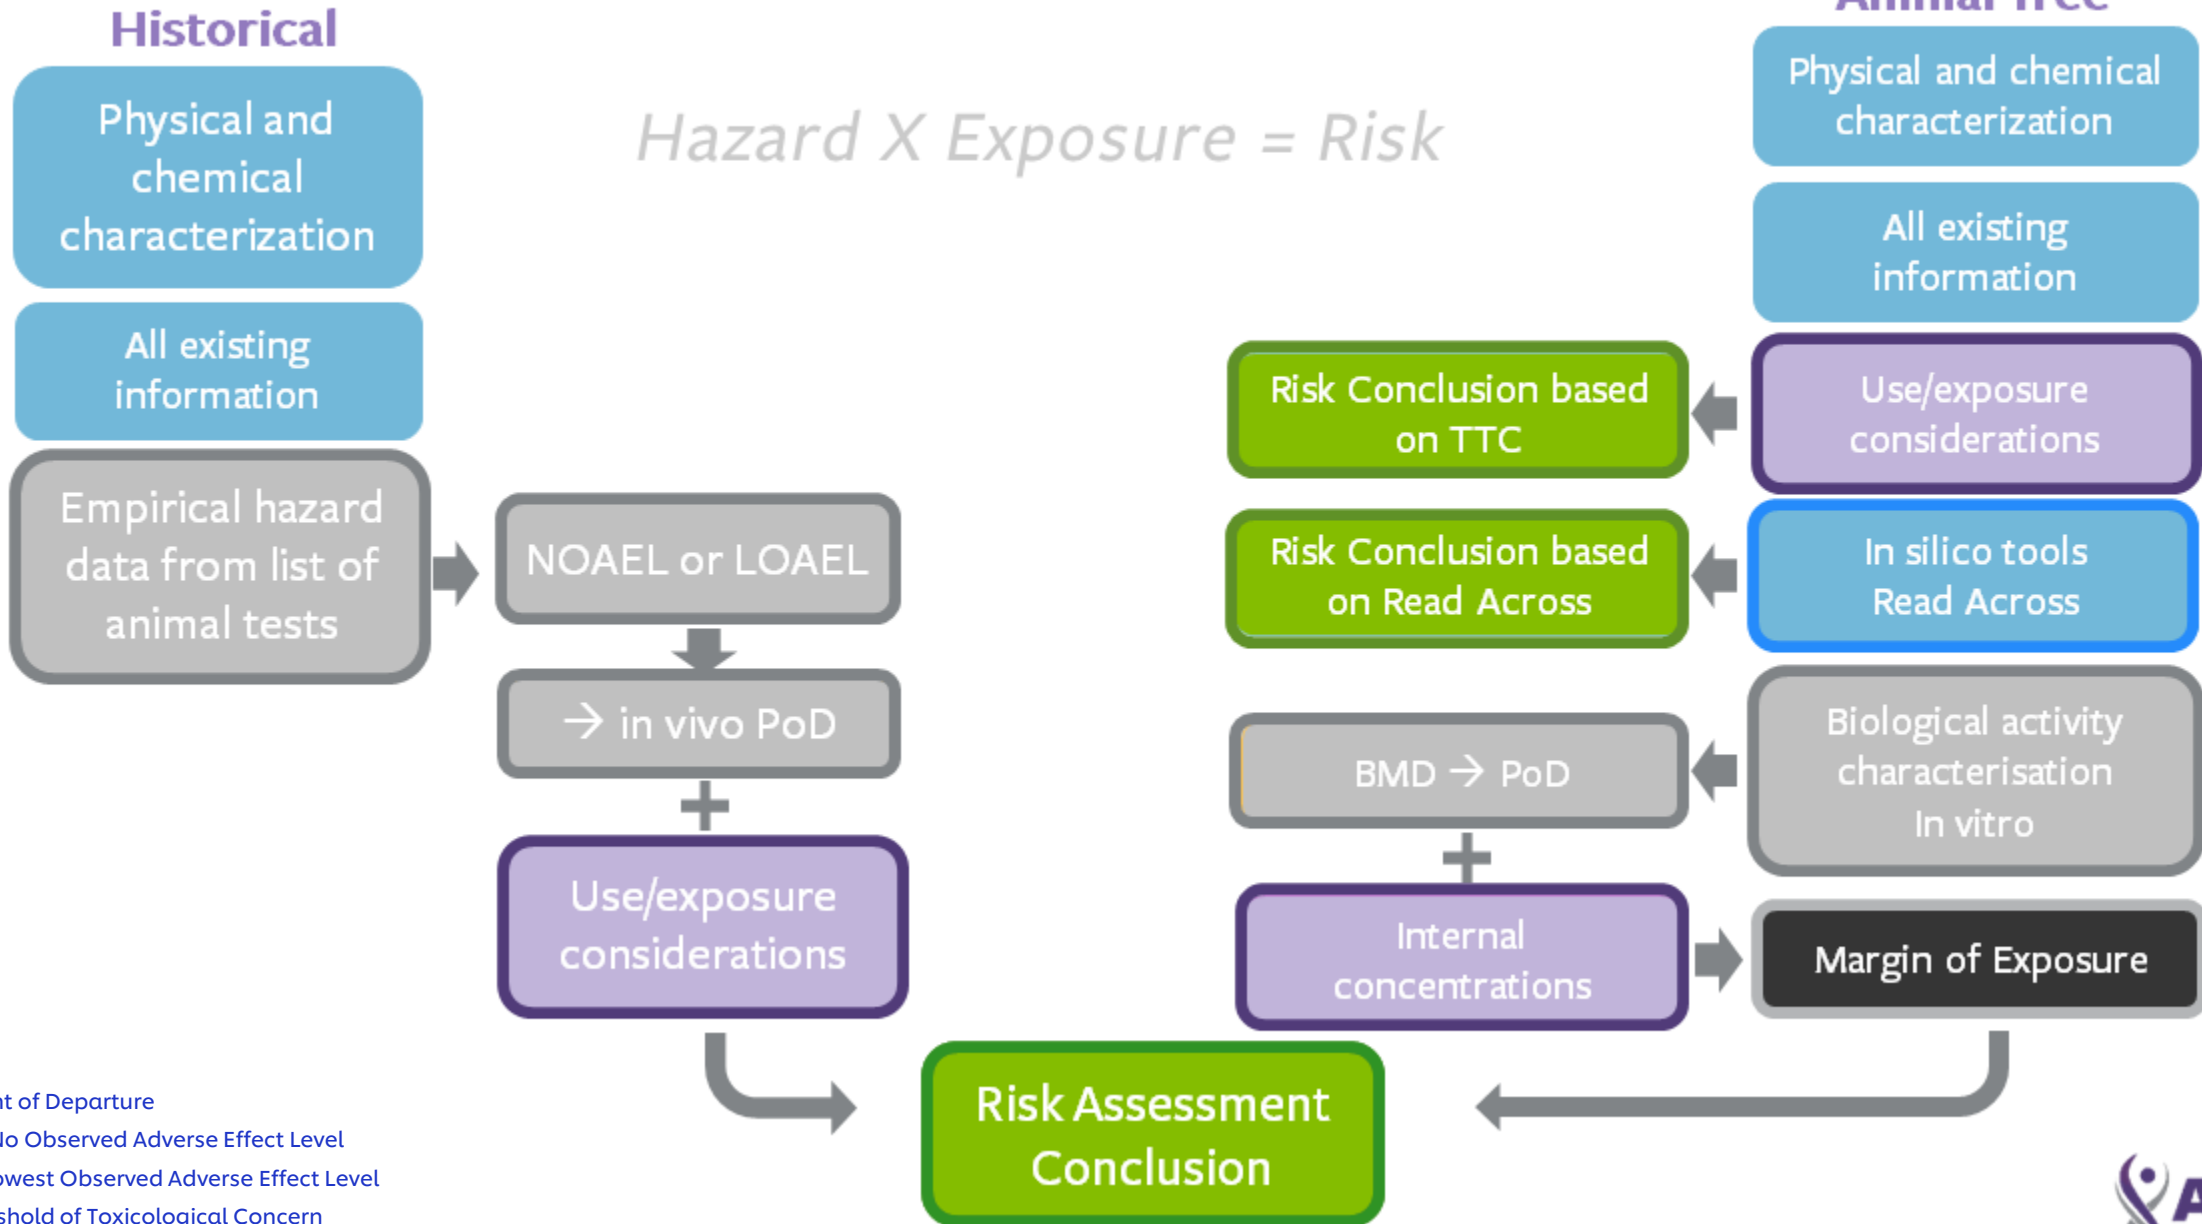 Historical
Physical and
chemical
characterization
All existing
information
Empirical hazard
data from list of
animal tests
Hazard X Exposure = Risk
NOAEL or LOAEL
→ in vivo PoD
+
Use/exposure
considerations
Animal free
Physical and chemical
characterization
All existing
information
Use/exposure
considerations
Risk Conclusion based
on TTC
In silico tools
Read Across
Risk Conclusion based
on Read Across
Biological activity
characterisation
In vitro
BMD → PoD
+
Internal
concentrations
Margin of Exposure
Risk Assessment
Conclusion
of Departure
Observed Adverse Effect Level
Observed Adverse Effect Level
of Toxicological Concern